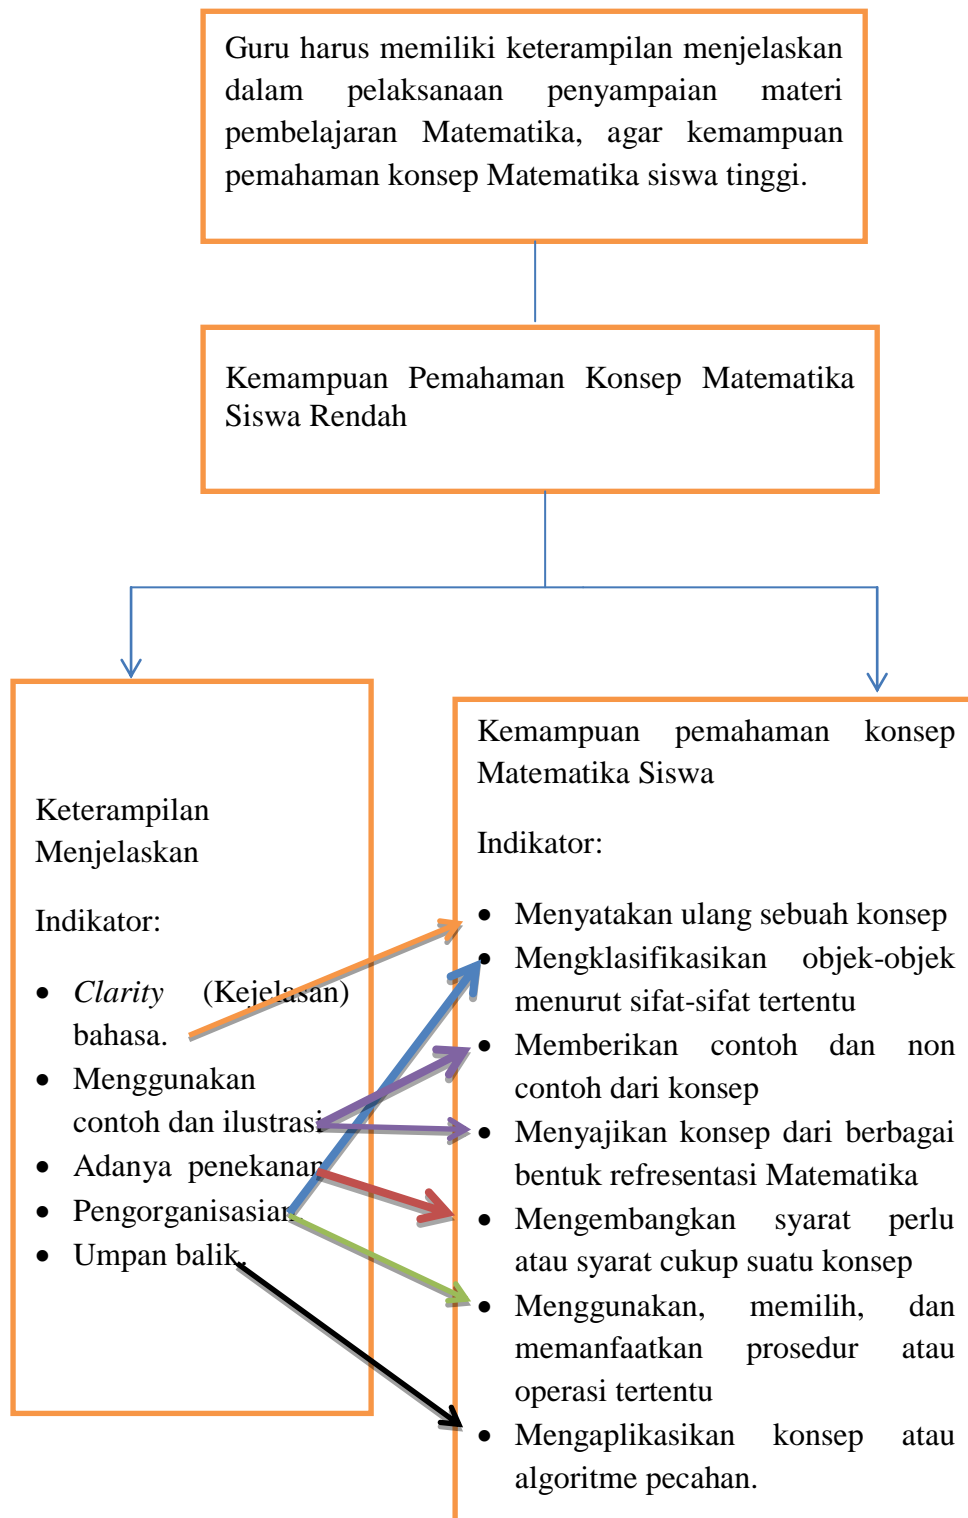 Guru harus memiliki keterampilan menjelaskan
dalam pelaksanaan penyampaian materi
pembelajaran Matematika, agar kemampuan
pemahaman konsep Matematika siswa tinggi.
Kemampuan Pemahaman Konsep Matematika
Siswa Rendah
Keterampilan
Menjelaskan
Indikator:
• Clarity (Kejelasan)
bahasa.
• Menggunakan
contoh dan ilustrasi
• Adanya penekanan
• Pengorganisasian
• Umpan balik.
Kemampuan pemahaman konsep
Matematika Siswa
Indikator:
• Menyatakan ulang sebuah konsep
• Mengklasifikasikan objek-objek
menurut sifat-sifat tertentu
• Memberikan contoh dan non
contoh dari konsep
• Menyajikan konsep dari berbagai
bentuk refresentasi Matematika
• Mengembangkan syarat perlu
atau syarat cukup suatu konsep
• Menggunakan, memilih, dan
memanfaatkan prosedur atau
operasi tertentu
• Mengaplikasikan konsep atau
algoritme pecahan.